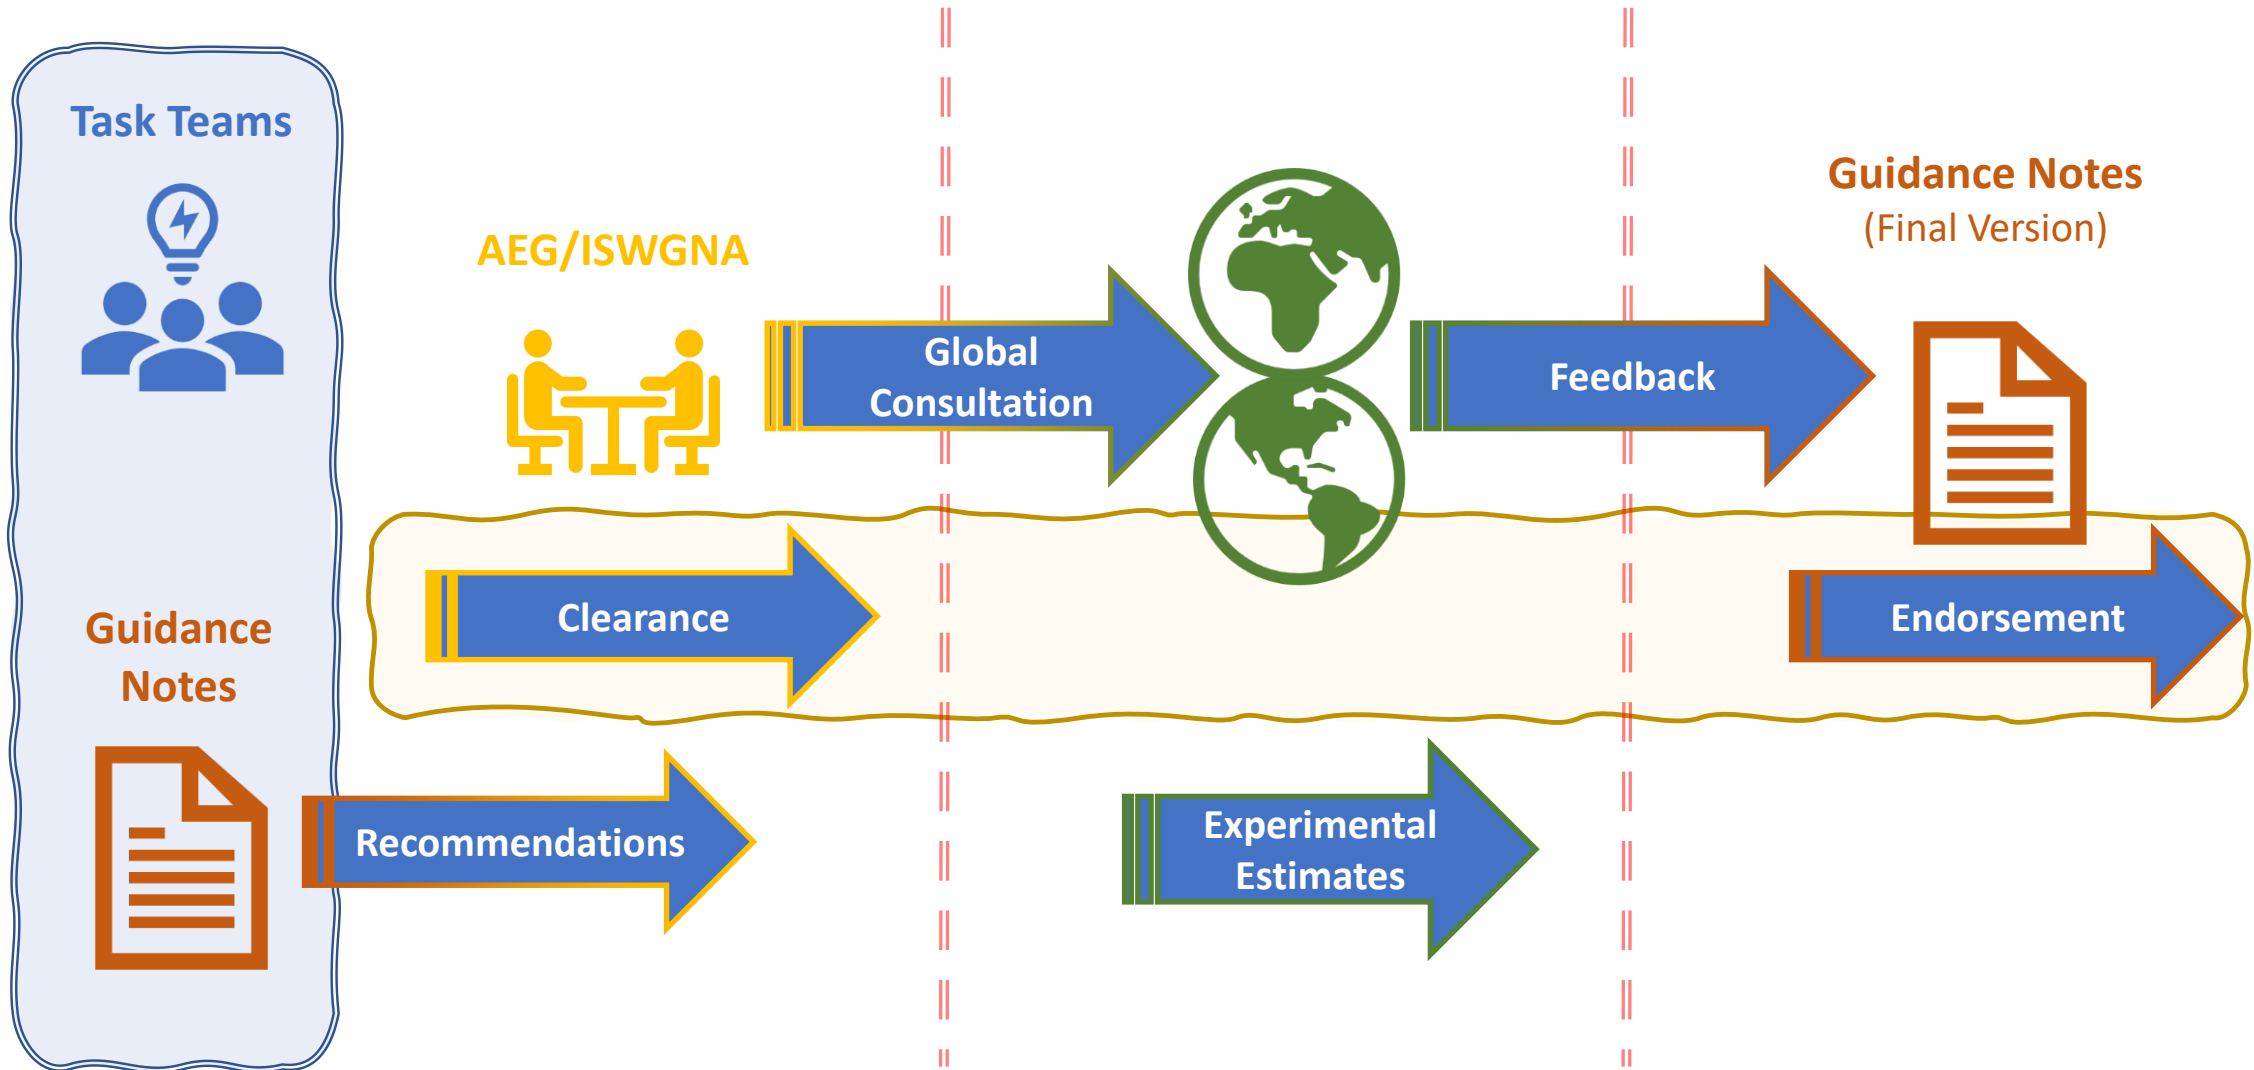 Task Teams
Guidance
Notes
AEG/ISWGNA
Global
Consultation
Feedback
Guidance Notes
(Final Version)
Clearance
Endorsement
Recommendations
Experimental
Estimates